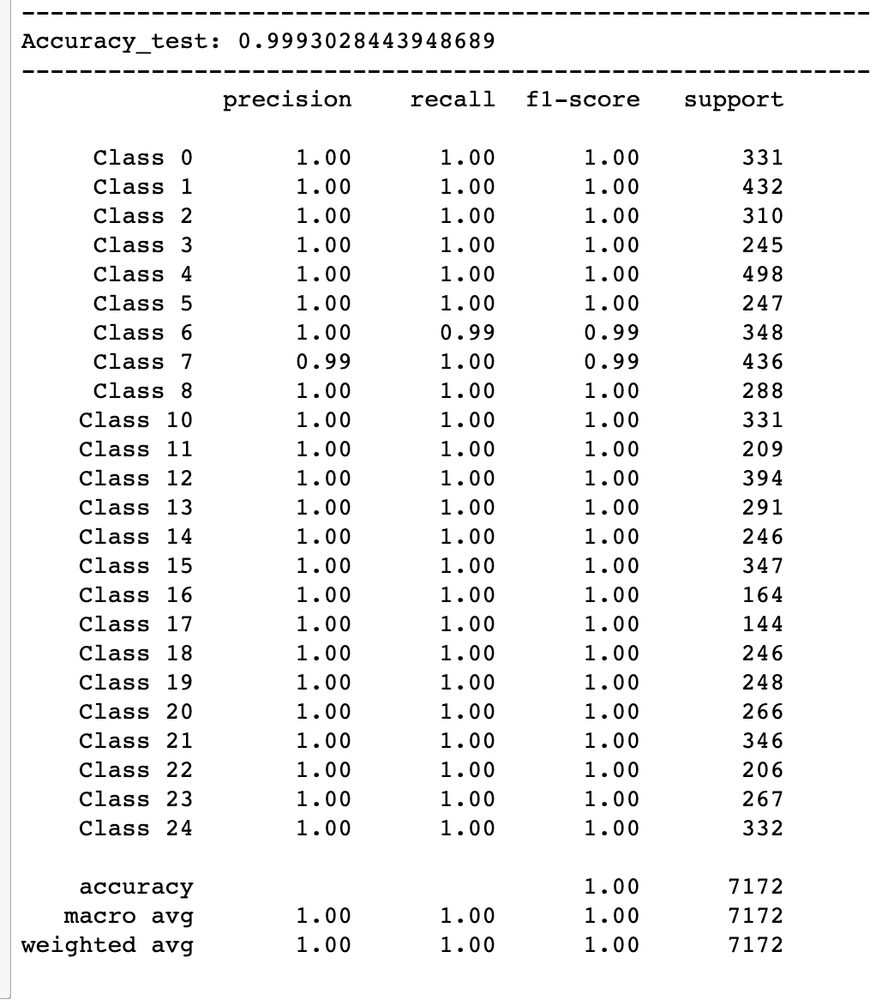 Accuracy_test: 0.9993028443948689
precision recall f1-score support
Class 0 1.00 1.00 1.00 331
Class 1 1.00 1.00 1.00 432
Class 2 1.00 1.00 1.00 310
Class 3 1.00 1.00 1.00 245
Class 4 1.00 1.00 1.00 498
Class 5 1.00 1.00 1.00 247
Class 6 1.00 0.99 0.99 348
Class 7 0.99 1.00 0.99 436
Class 8 1.00 1.00 1.00 288
Class 10 1.00 1.00 1.00 331
Class 11 1.00 1.00 1.00 209
Class 12 1.00 1.00 1.00 394
Class 13 1.00 1.00 1.00 291
Class 14 1.00 1.00 1.00 246
Class 15 1.00 1.00 1.00 347
Class 16 1.00 1.00 1.00 164
Class 17 1.00 1.00 1.00 144
Class 18 1.00 1.00 1.00 246
Class 19 1.00 1.00 1.00 248
Class 20 1.00 1.00 1.00 266
Class 21 1.00 1.00 1.00 346
Class 22 1.00 1.00 1.00 206
Class 23 1.00 1.00 1.00 267
Class 24 1.00 1.00 1.00 332
accuracy 1.00 7172
macro avg 1.00 1.00 1.00 7172
weighted avg 1.00 1.00 1.00 7172